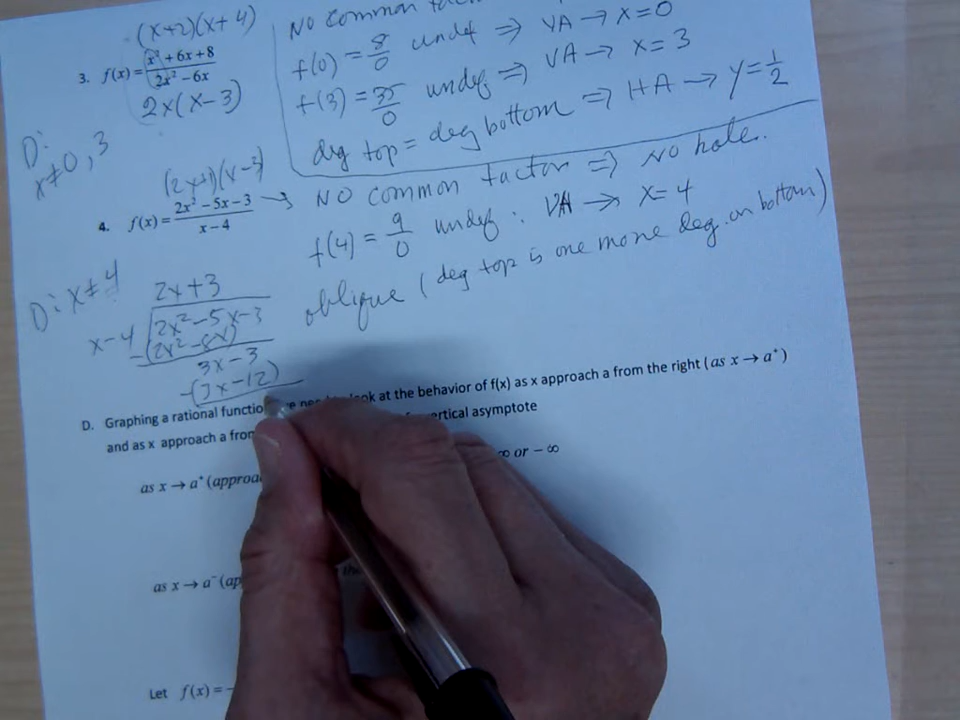 (x+2)(x+4)
3. f(x) = x² + 6x + 8 / 2x² − 6x
2x(x−3)
D: x≠0, 3
No common
f(0) = 8/0 undef ⇒ VA → x=0
f(3) = 35/0 undef ⇒ VA → x=3
deg top = deg bottom ⇒ HA → y=1/2
(2x+1)(x−3)
4. f(x) = 2x² − 5x − 3 / x − 4 → No common factor ⇒ No hole.
f(4) = 9/0 undef : VA → x=4
oblique (deg top is one more deg. on bottom)
D: x≠4
2x+3
x−4 2x²−5x−3
−(2x²−8x)
3x−3
−(3x−12)
D. Graphing a rational look at the behavior of f(x) as x approach a from the right (as x → a⁺)
and as x approach a vertical asymptote
∞ or − ∞
as x → a⁺
as x → a⁻
Let f(x) =